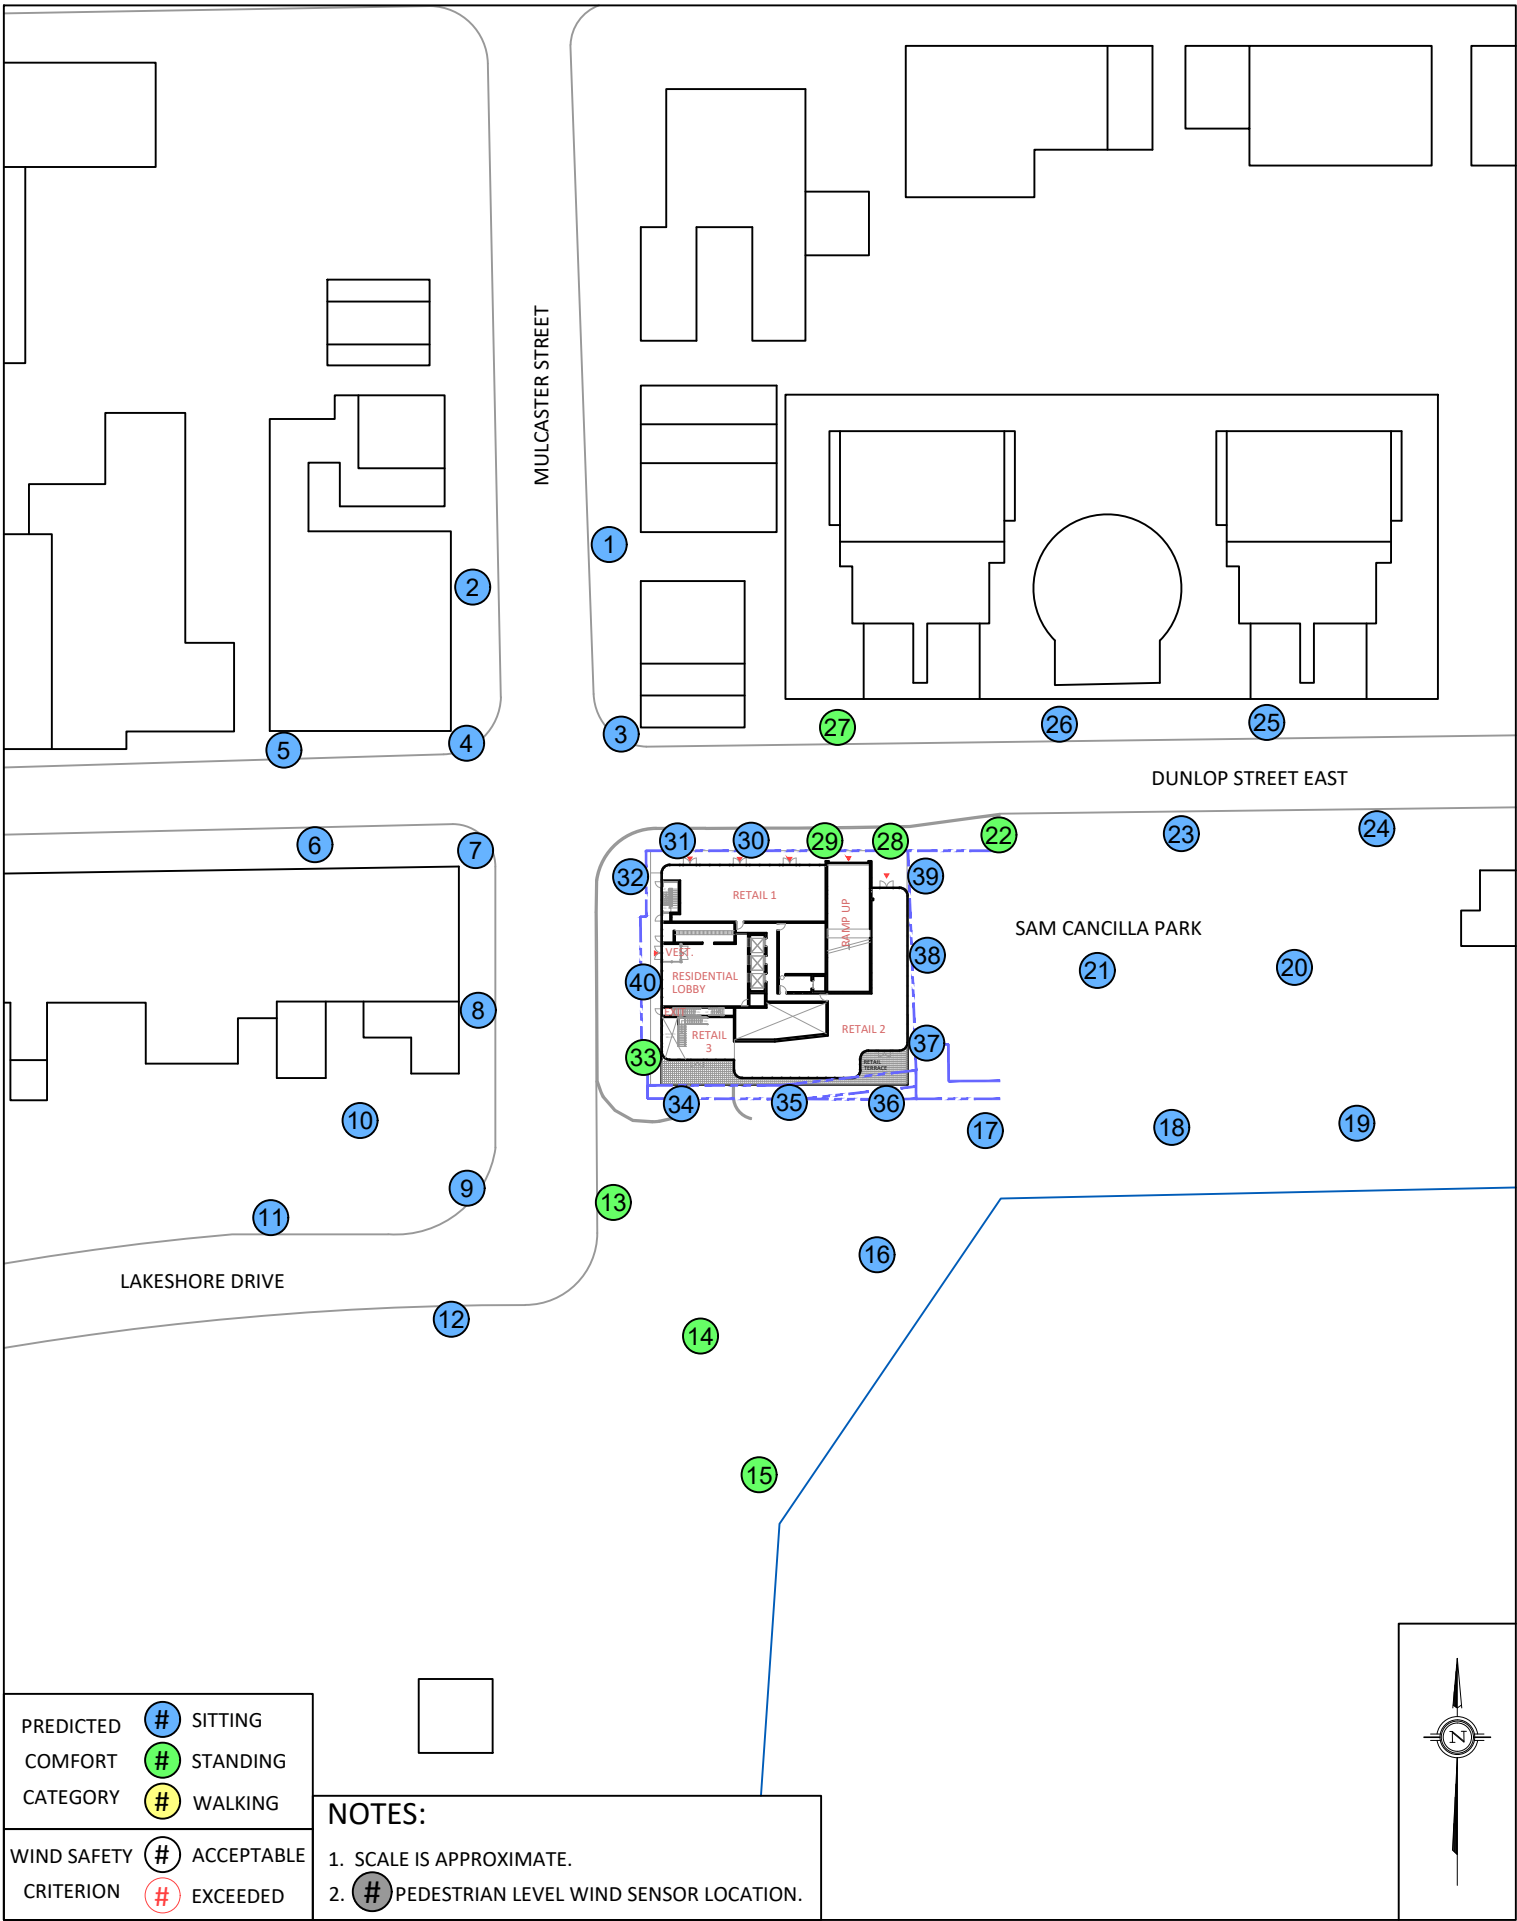 MULCASTER STREET
1
2
3
4
5
27
26
25
DUNLOP STREET EAST
6
7
31
30
29
28
22
23
24
32
39
RETAIL 1
RAMP UP
SAM CANCILLA PARK
VEST.
38
21
20
40
RESIDENTIAL
LOBBY
8
RETAIL
3
RETAIL 2
37
33
RETAIL
TERRACE
34
35
36
10
17
18
19
9
13
11
16
LAKESHORE DRIVE
12
14
15
PREDICTED
COMFORT
CATEGORY
# SITTING
# STANDING
# WALKING
WIND SAFETY
CRITERION
# ACCEPTABLE
# EXCEEDED
NOTES:
1. SCALE IS APPROXIMATE.
2. # PEDESTRIAN LEVEL WIND SENSOR LOCATION.
N